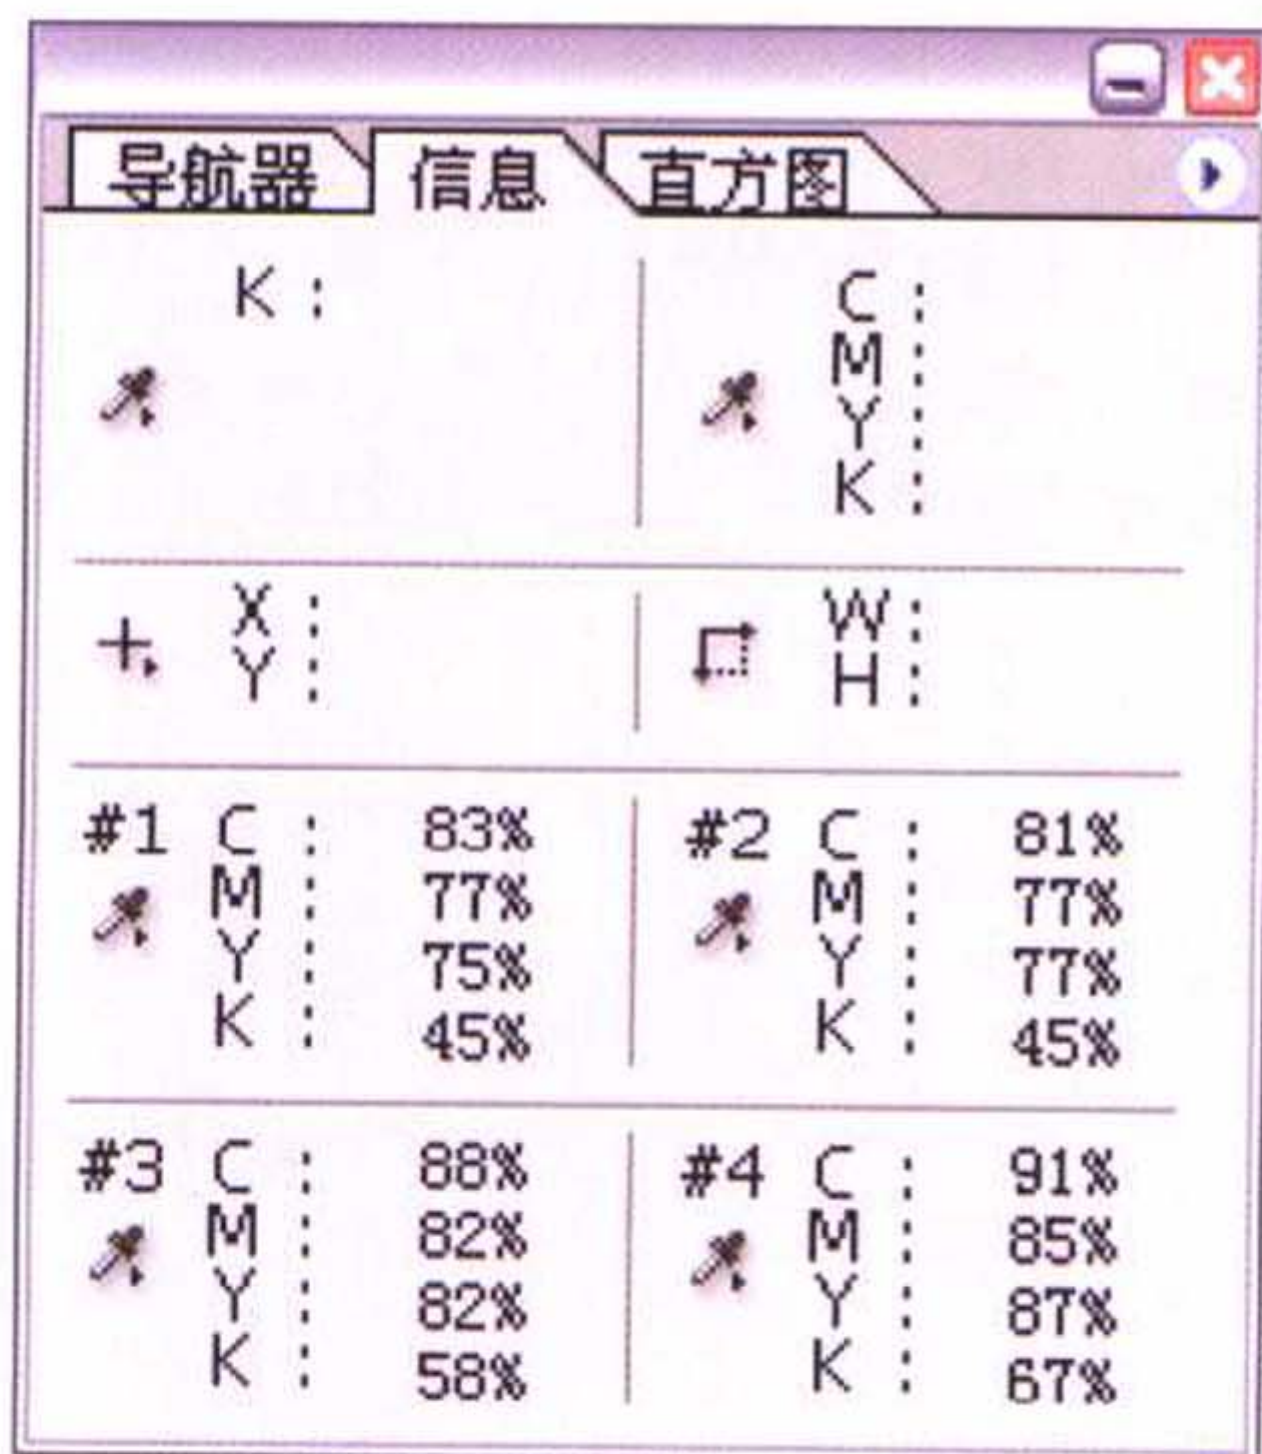 导航器 信息 直方图
K :
C :
M :
Y :
K :
X :
Y :
W :
H :
#1 C : 83%
M : 77%
Y : 75%
K : 45%
#2 C : 81%
M : 77%
Y : 77%
K : 45%
#3 C : 88%
M : 82%
Y : 82%
K : 58%
#4 C : 91%
M : 85%
Y : 87%
K : 67%